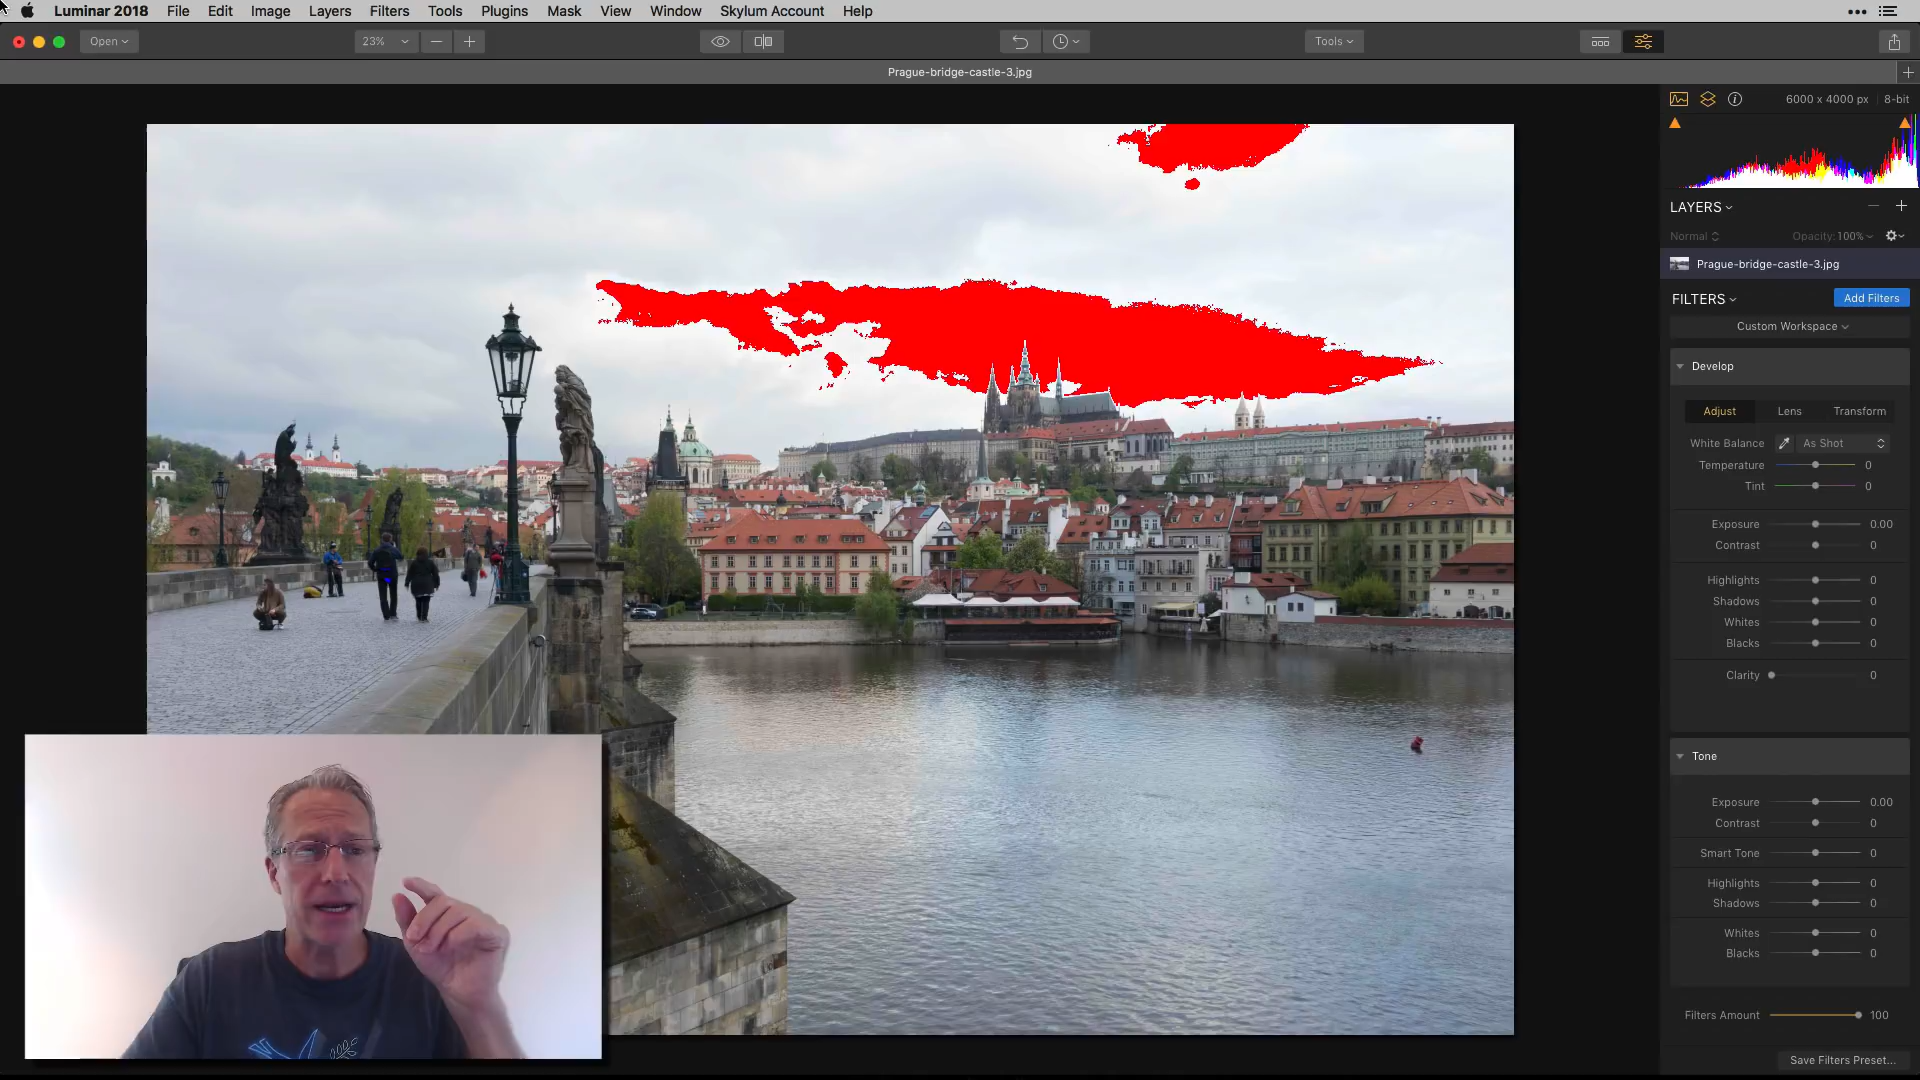 Luminar 2018 File Edit Image Layers Filters Tools Plugins Mask View Window Skylum Account Help
Open 23% Tools
Prague-bridge-castle-3.jpg
6000 x 4000 px 8-bit
LAYERS
Normal Opacity: 100%
Prague-bridge-castle-3.jpg
FILTERS Add Filters
Custom Workspace
Develop
Adjust Lens Transform
White Balance As Shot
Temperature 0
Tint 0
Exposure 0.00
Contrast 0
Highlights 0
Shadows 0
Whites 0
Blacks 0
Clarity 0
Tone
Exposure 0.00
Contrast 0
Smart Tone 0
Highlights 0
Shadows 0
Whites 0
Blacks 0
Filters Amount 100
Save Filters Preset...